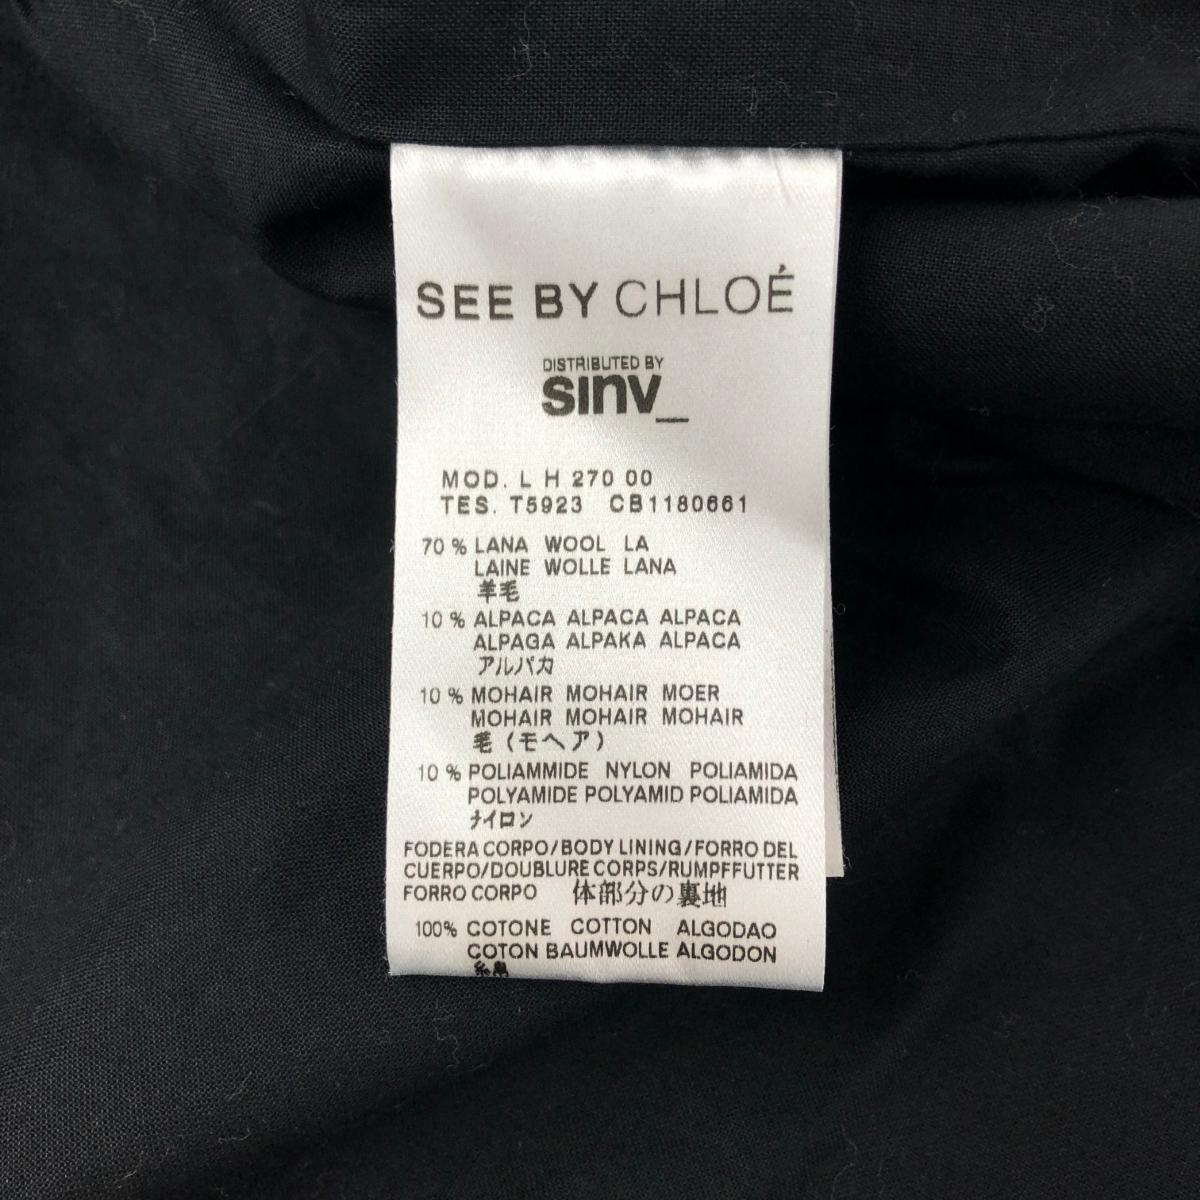 SEE BY CHLOÉ
DISTRIBUTED BY
sinv_
MOD. L H 270 00
TES. T5923 CB1180661
70 % LANA WOOL LA
LAINE WOLLE LANA
羊毛
10 % ALPACA ALPACA ALPACA
ALPAGA ALPAKA ALPACA
アルパカ
10 % MOHAIR MOHAIR MOER
MOHAIR MOHAIR MOHAIR
毛 (モヘア)
10 % POLIAMMIDE NYLON POLIAMIDA
POLYAMIDE POLYAMID POLIAMIDA
ナイロン
FODERA CORPO/BODY LINING/FORRO DEL
CUERPO/DOUBLURE CORPS/RUMPFFUTTER
FORRO CORPO 体部分の裏地
100% COTONE COTTON ALGODAO
COTON BAUMWOLLE ALGODON